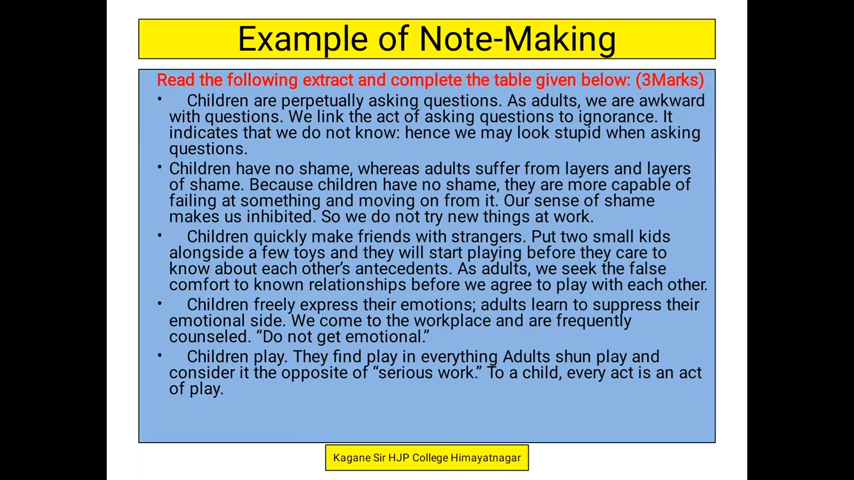 Example of Note-Making
Read the following extract and complete the table given below: (3Marks)
• Children are perpetually asking questions. As adults, we are awkward
with questions. We link the act of asking questions to ignorance. It
indicates that we do not know: hence we may look stupid when asking
questions.
• Children have no shame, whereas adults suffer from layers and layers
of shame. Because children have no shame, they are more capable of
failing at something and moving on from it. Our sense of shame
makes us inhibited. So we do not try new things at work.
• Children quickly make friends with strangers. Put two small kids
alongside a few toys and they will start playing before they care to
know about each other's antecedents. As adults, we seek the false
comfort to known relationships before we agree to play with each other.
• Children freely express their emotions; adults learn to suppress their
emotional side. We come to the workplace and are frequently
counseled. “Do not get emotional.”
• Children play. They find play in everything Adults shun play and
consider it the opposite of “serious work.” To a child, every act is an act
of play.
Kagane Sir HJP College Himayatnagar